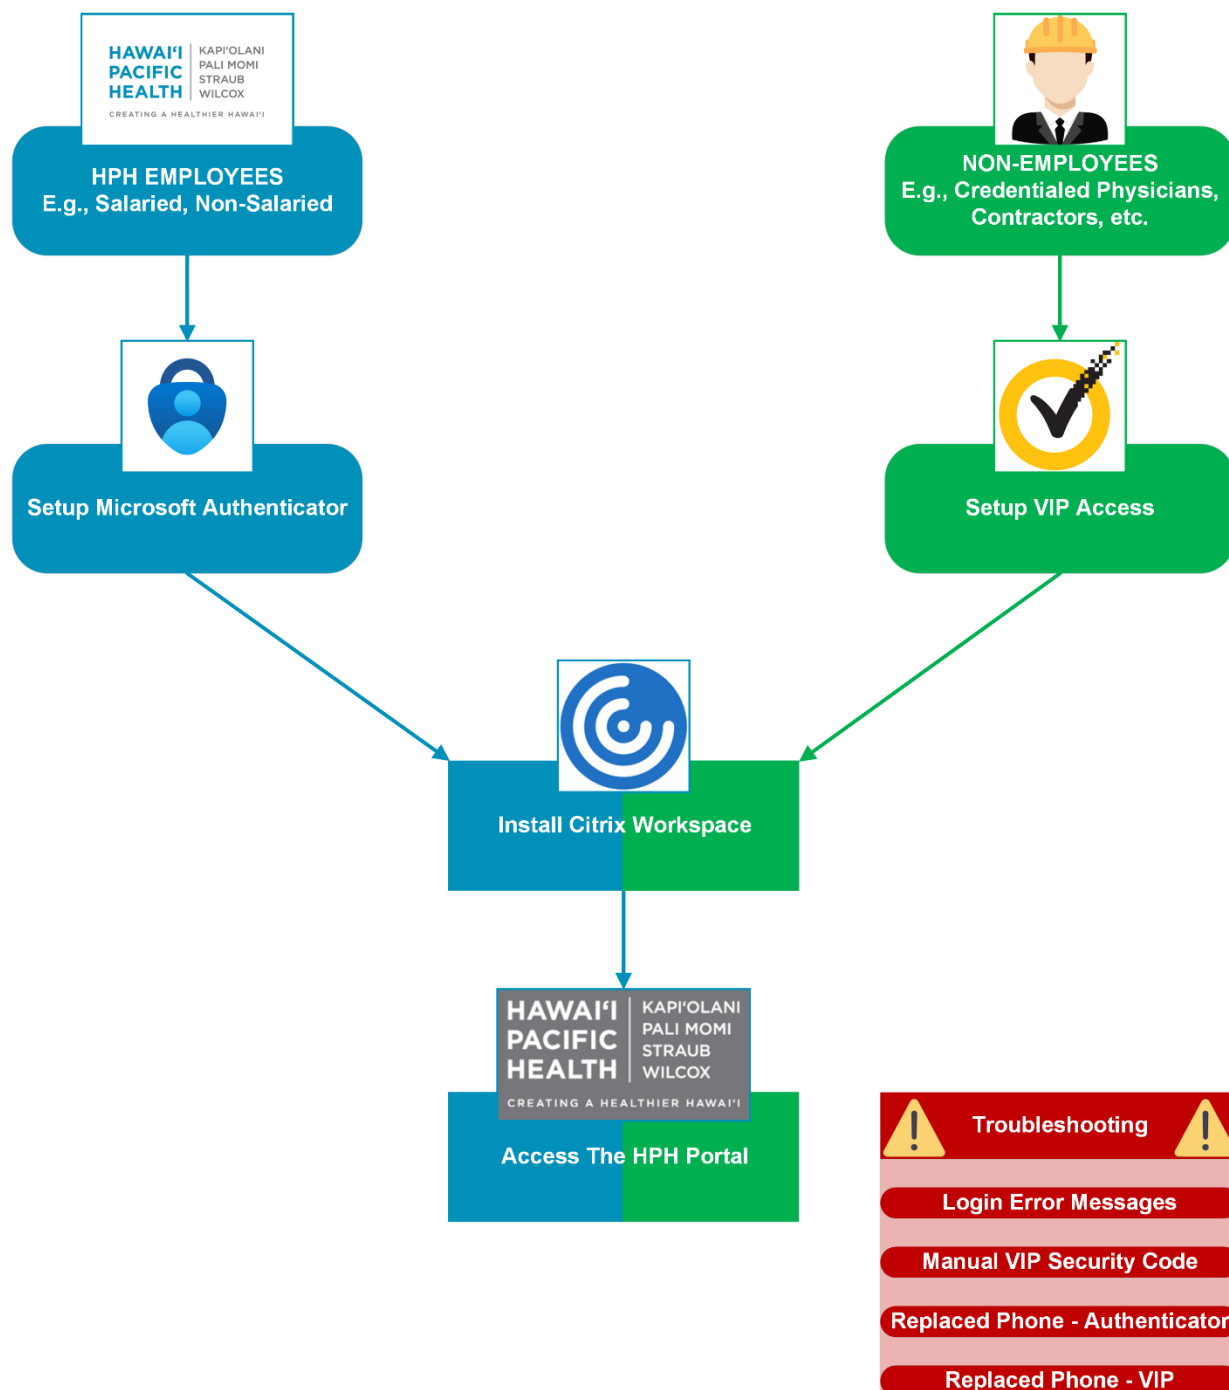 HAWAIʻI
PACIFIC
HEALTH
KAPIʻOLANI
PALI MOMI
STRAUB
WILCOX
CREATING A HEALTHIER HAWAIʻI
HPH EMPLOYEES
E.g., Salaried, Non-Salaried
NON-EMPLOYEES
E.g., Credentialed Physicians,
Contractors, etc.
Setup Microsoft Authenticator
Setup VIP Access
Install Citrix Workspace
HAWAIʻI
PACIFIC
HEALTH
KAPIʻOLANI
PALI MOMI
STRAUB
WILCOX
CREATING A HEALTHIER HAWAIʻI
Access The HPH Portal
Troubleshooting
Login Error Messages
Manual VIP Security Code
Replaced Phone - Authenticator
Replaced Phone - VIP